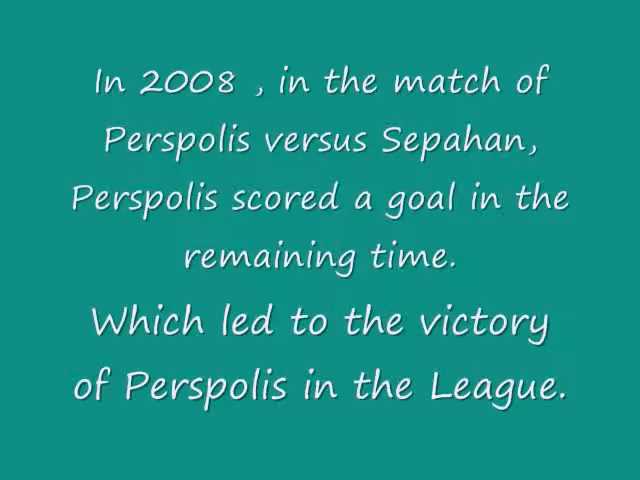 In 2008 , in the match of
Perspolis versus Sepahan,
Perspolis scored a goal in the
remaining time.
Which led to the victory
of Perspolis in the League.